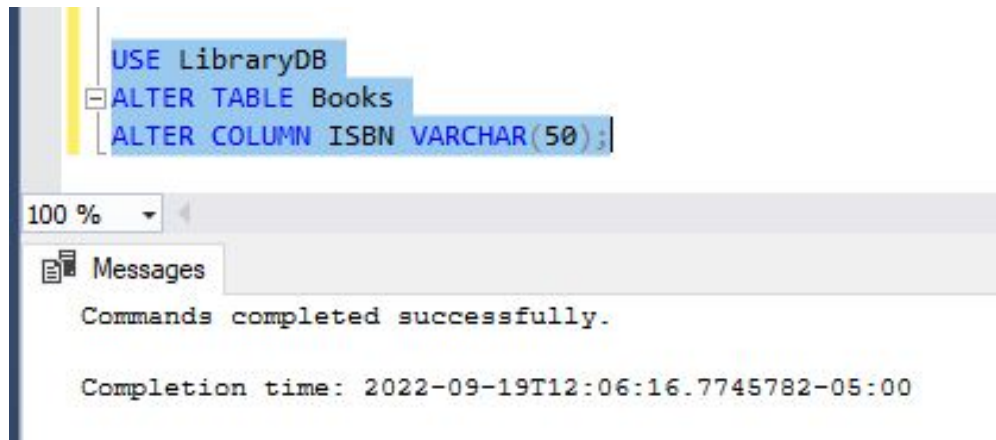 USE LibraryDB
ALTER TABLE Books
ALTER COLUMN ISBN VARCHAR(50);
100 %
Messages
Commands completed successfully.
Completion time: 2022-09-19T12:06:16.7745782-05:00